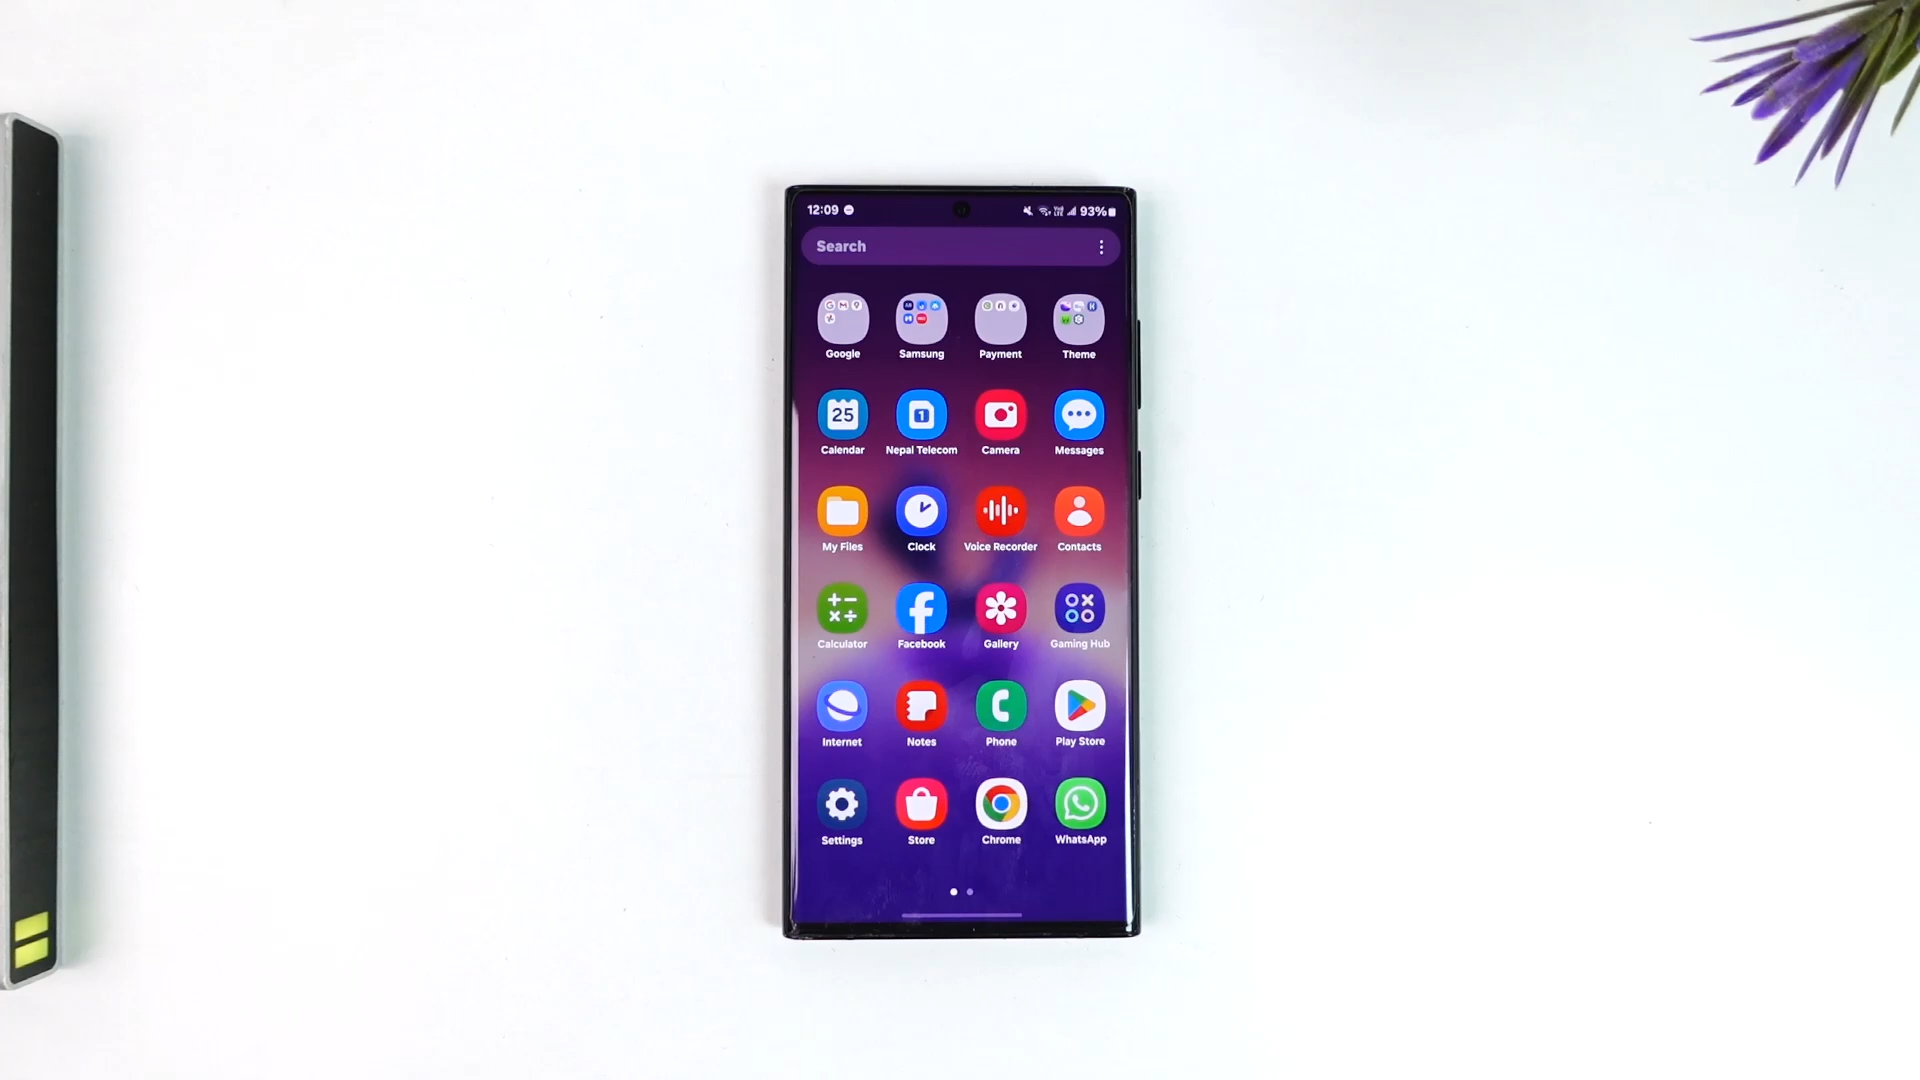 12:09 93%
Search
Google Samsung Payment Theme
25 1
Calendar Nepal Telecom Camera Messages
My Files Clock Voice Recorder Contacts
Calculator Facebook Gallery Gaming Hub
Internet Notes Phone Play Store
Settings Store Chrome WhatsApp